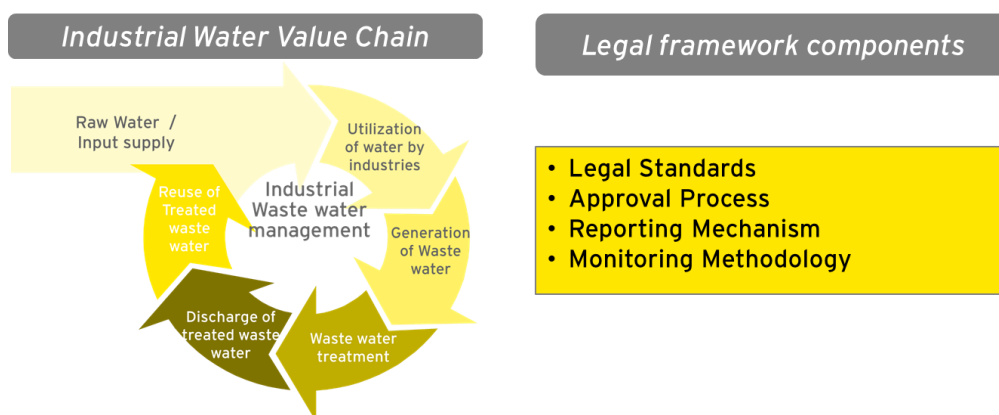 Industrial Water Value Chain
Raw Water /
Input supply
Utilization
of water by
industries
Generation
of Waste
water
Waste water
treatment
Discharge of
treated waste
water
Reuse of
Treated
waste
water
Industrial
Waste water
management
Legal framework components
• Legal Standards
• Approval Process
• Reporting Mechanism
• Monitoring Methodology